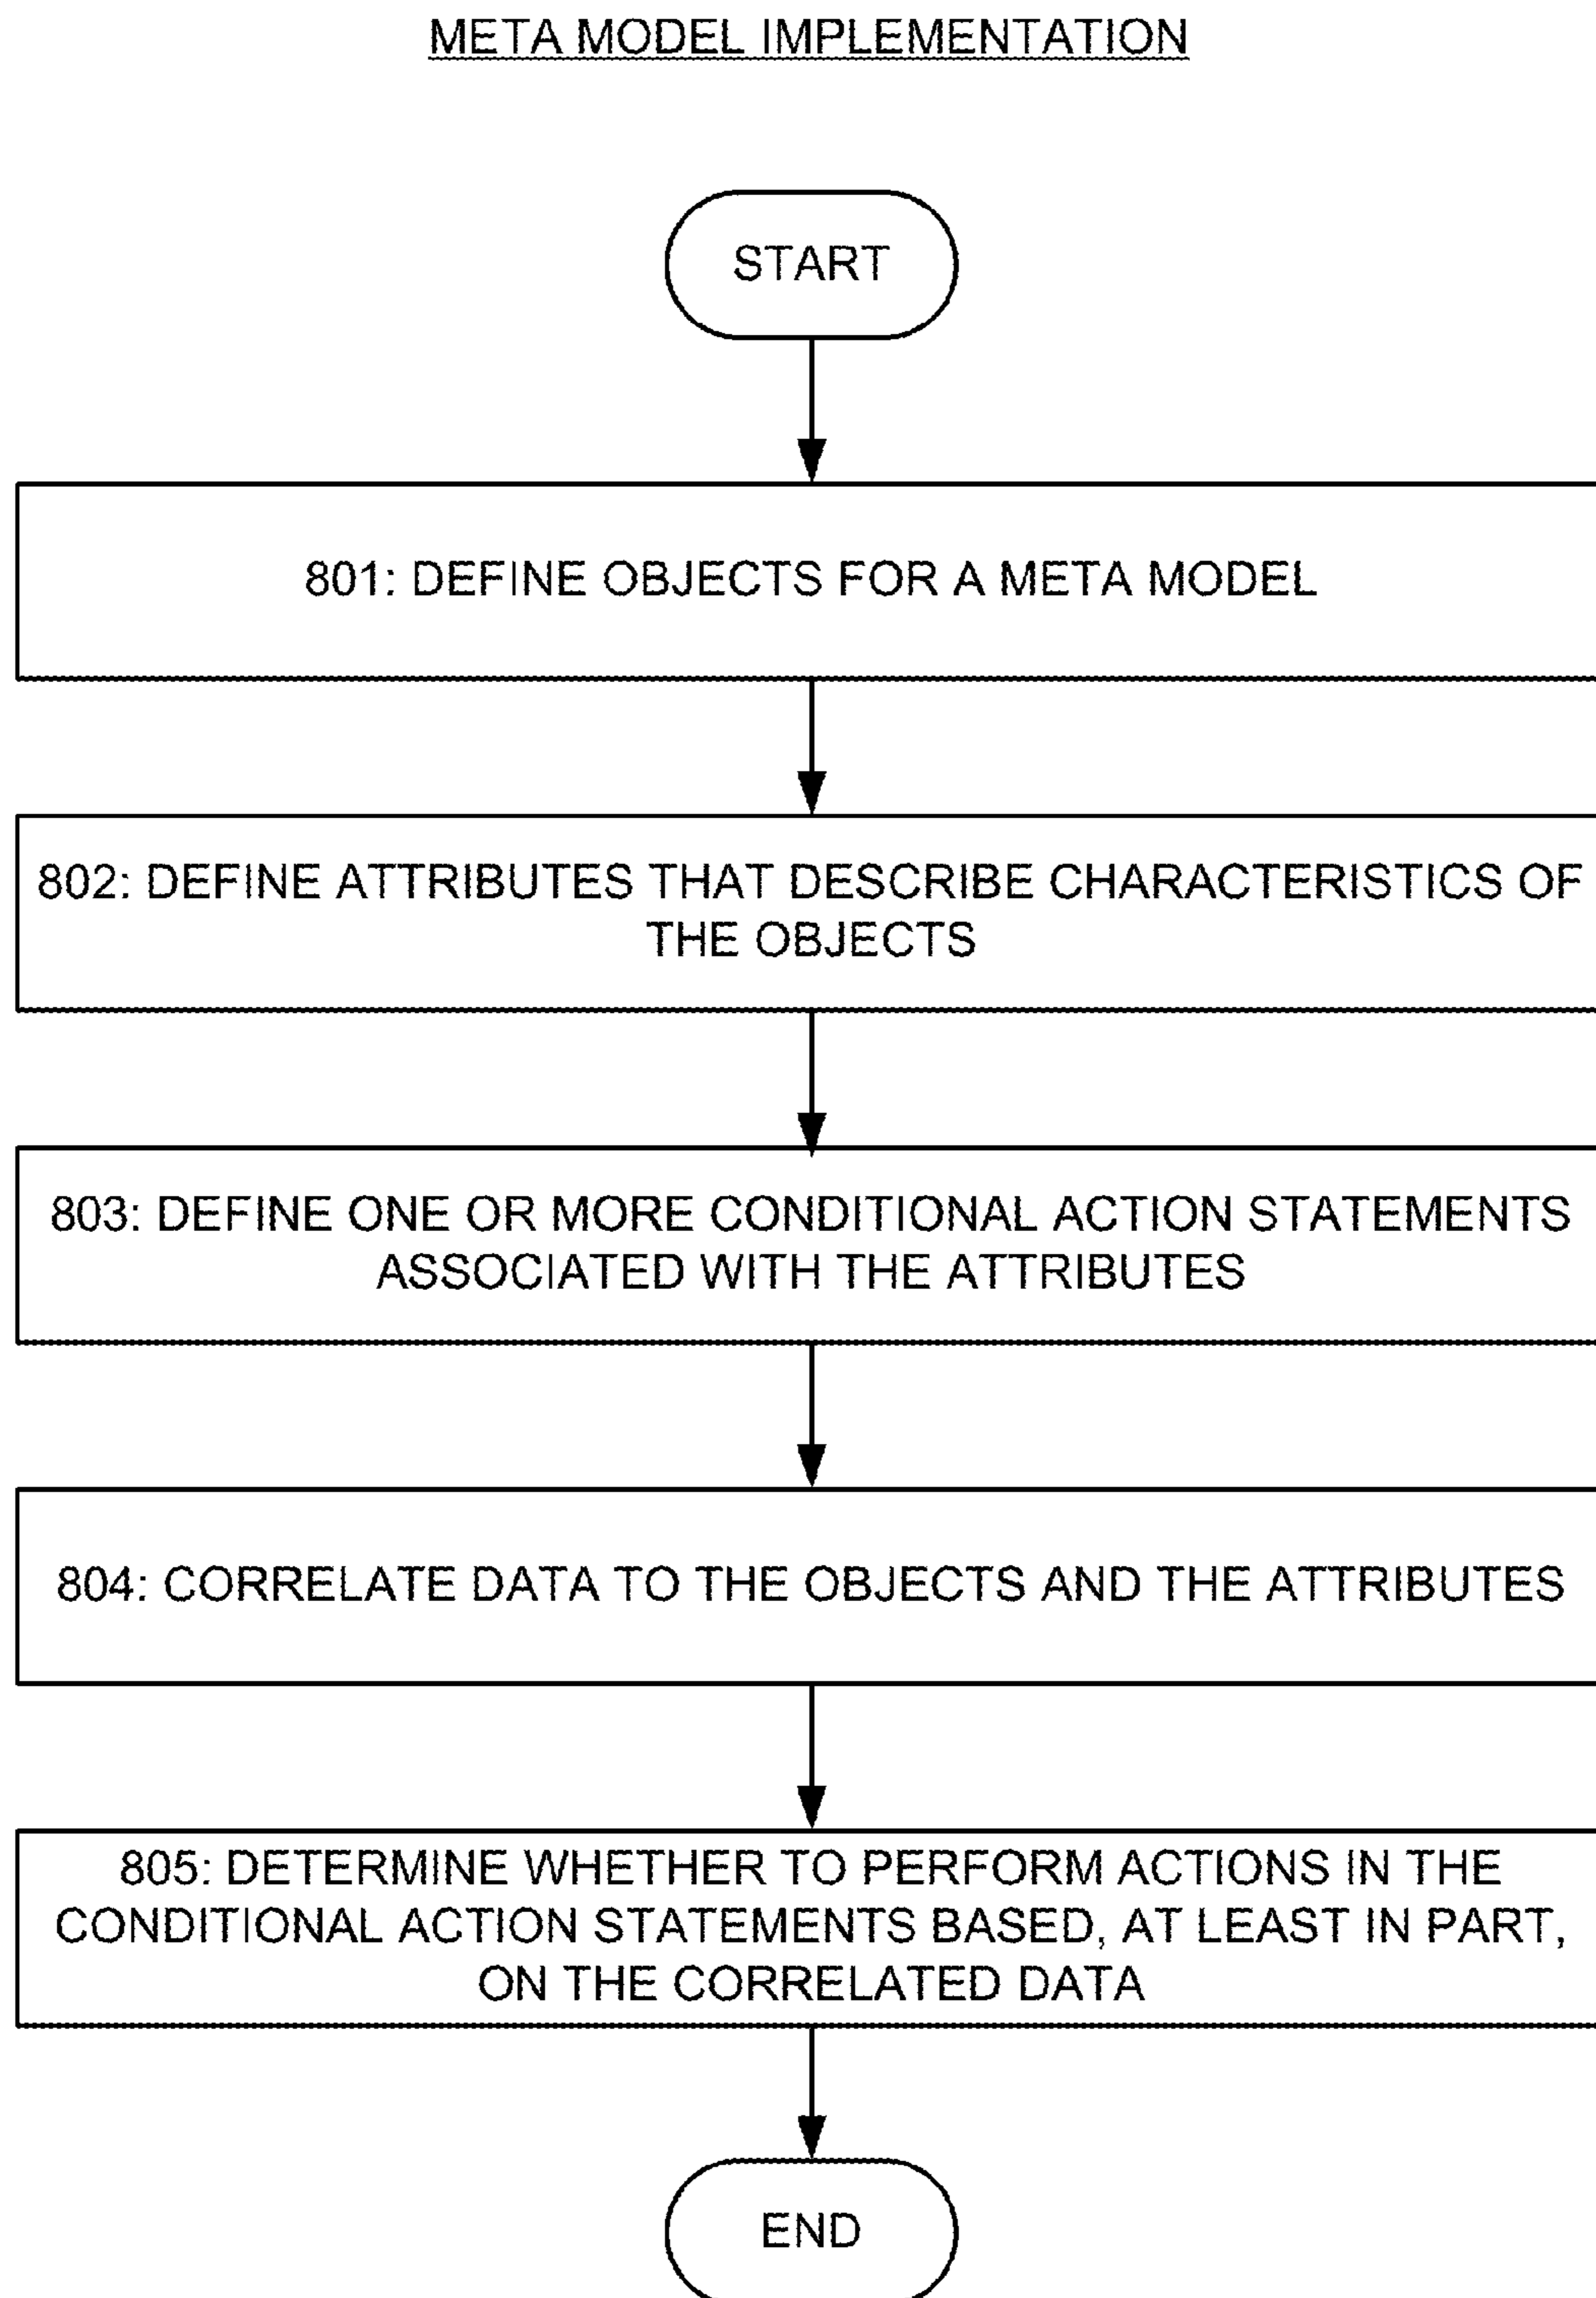 META MODEL IMPLEMENTATION
START
801: DEFINE OBJECTS FOR A META MODEL
802: DEFINE ATTRIBUTES THAT DESCRIBE CHARACTERISTICS OF
THE OBJECTS
803: DEFINE ONE OR MORE CONDITIONAL ACTION STATEMENTS
ASSOCIATED WITH THE ATTRIBUTES
804: CORRELATE DATA TO THE OBJECTS AND THE ATTRIBUTES
805: DETERMINE WHETHER TO PERFORM ACTIONS IN THE
CONDITIONAL ACTION STATEMENTS BASED, AT LEAST IN PART,
ON THE CORRELATED DATA
END